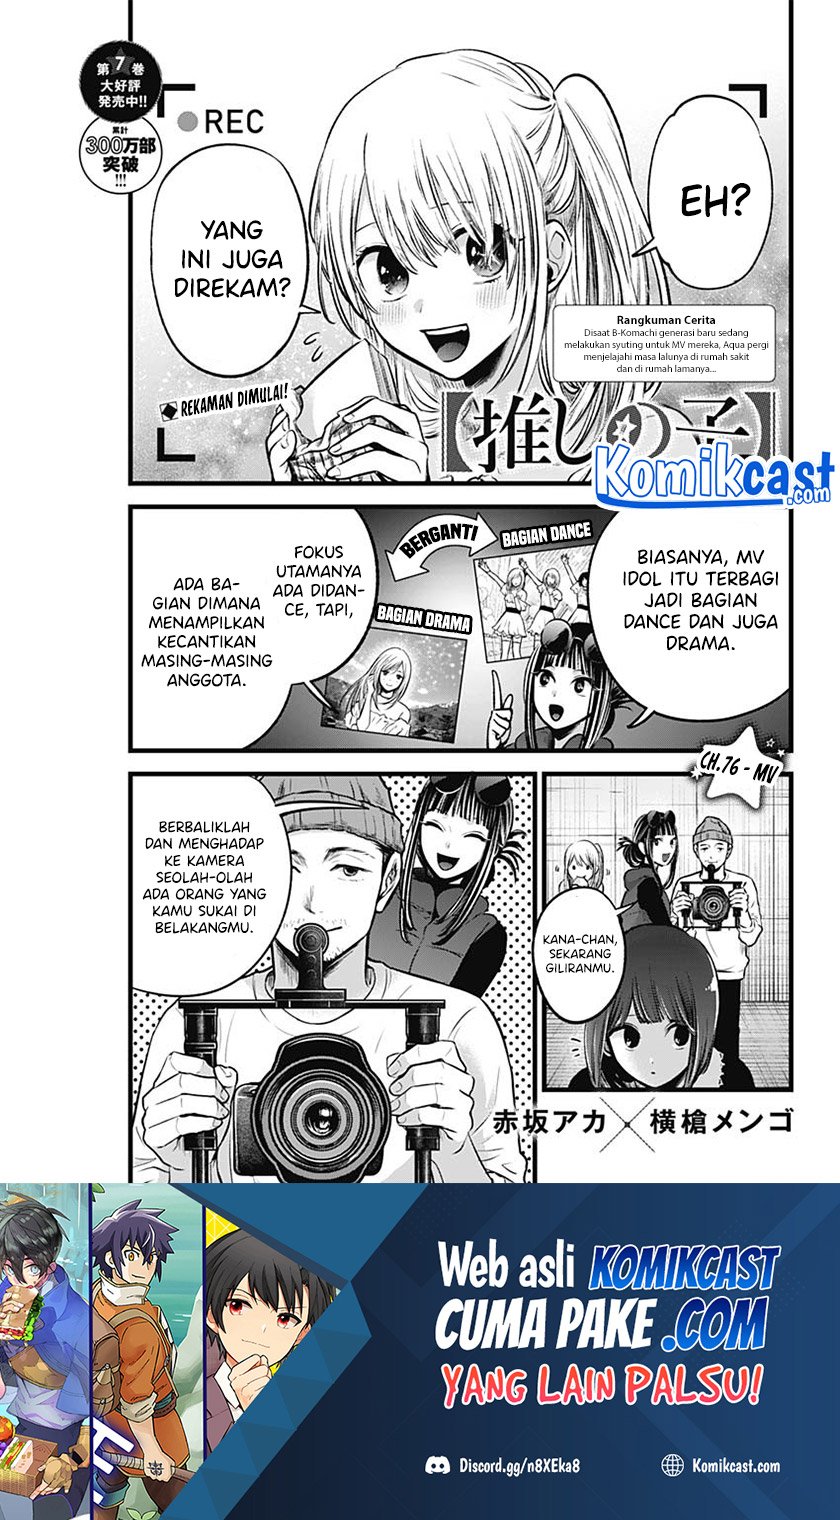 第7巻
大好評
発売中!!
累計
300万部
突破
!!!
REC
EH?
YANG
INI JUGA
DIREKAM?
Rangkuman Cerita
Disaat B-Komachi generasi baru sedang
melakukan syuting untuk MV mereka, Aqua pergi
menjelajahi masa lalunya di rumah sakit
dan di rumah lamanya...
REKAMAN DIMULAI!
【推しの子】
Komikcast
.com
BIASANYA, MV
IDOL ITU TERBAGI
JADI BAGIAN
DANCE DAN JUGA
DRAMA.
BERGANTI
BAGIAN DANCE
BAGIAN DRAMA
FOKUS
UTAMANYA
ADA DIDAN-
CE, TAPI,
ADA BA-
GIAN DIMANA
MENAMPILKAN
KECANTIKAN
MASING-MASING
ANGGOTA.
CH.76 - MV
KANA-CHAN,
SEKARANG
GILIRANMU.
BERBALIKLAH
DAN MENGHADAP
KE KAMERA
SEOLAH-OLAH
ADA ORANG YANG
KAMU SUKAI DI
BELAKANGMU.
赤坂アカ×横槍メンゴ
Web asli KOMIKCAST
CUMA PAKE .COM
YANG LAIN PALSU!
Discord.gg/n8XEka8
Komikcast.com